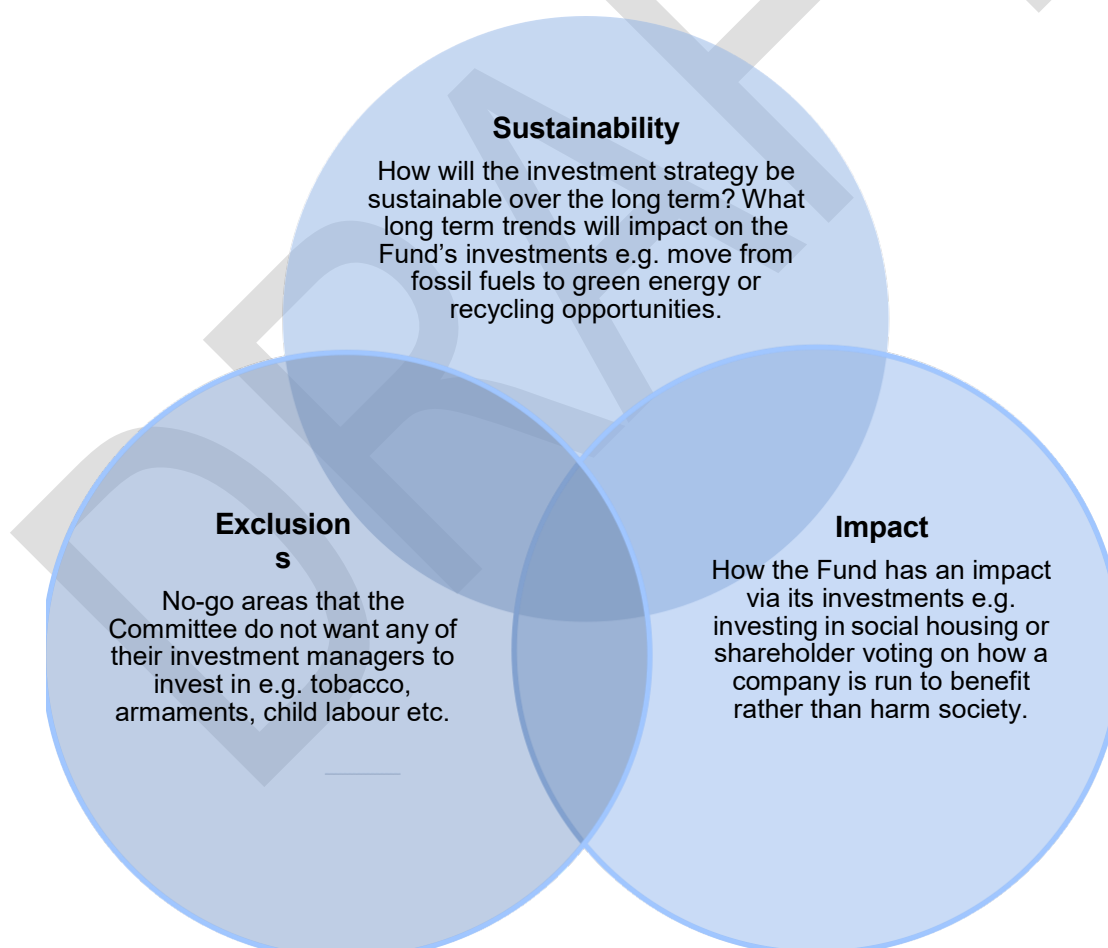 DRAFT
Sustainability
How will the investment strategy be
sustainable over the long term? What
long term trends will impact on the
Fund’s investments e.g. move from
fossil fuels to green energy or
recycling opportunities.
Exclusion
s
No-go areas that the
Committee do not want any of
their investment managers to
invest in e.g. tobacco,
armaments, child labour etc.
Impact
How the Fund has an impact
via its investments e.g.
investing in social housing or
shareholder voting on how a
company is run to benefit
rather than harm society.